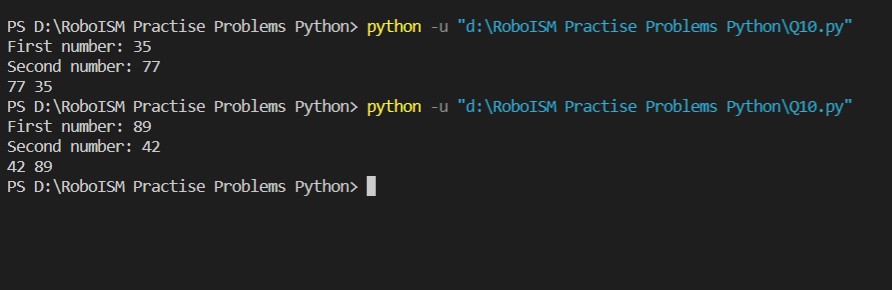 PS D:\RoboISM Practise Problems Python> python -u "d:\RoboISM Practise Problems Python\Q10.py"
First number: 35
Second number: 77
77 35
PS D:\RoboISM Practise Problems Python> python -u "d:\RoboISM Practise Problems Python\Q10.py"
First number: 89
Second number: 42
42 89
PS D:\RoboISM Practise Problems Python>